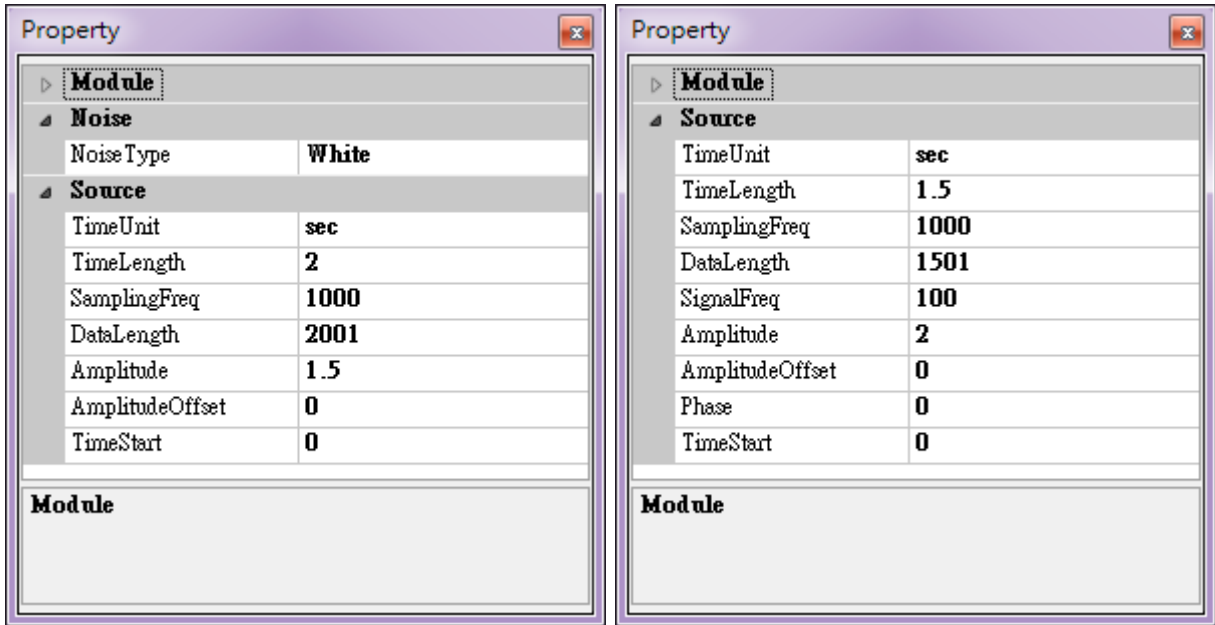 Property
Module
Noise
NoiseType White
Source
TimeUnit sec
TimeLength 2
SamplingFreq 1000
DataLength 2001
Amplitude 1.5
AmplitudeOffset 0
TimeStart 0
Module
Property
Module
Source
TimeUnit sec
TimeLength 1.5
SamplingFreq 1000
DataLength 1501
SignalFreq 100
Amplitude 2
AmplitudeOffset 0
Phase 0
TimeStart 0
Module